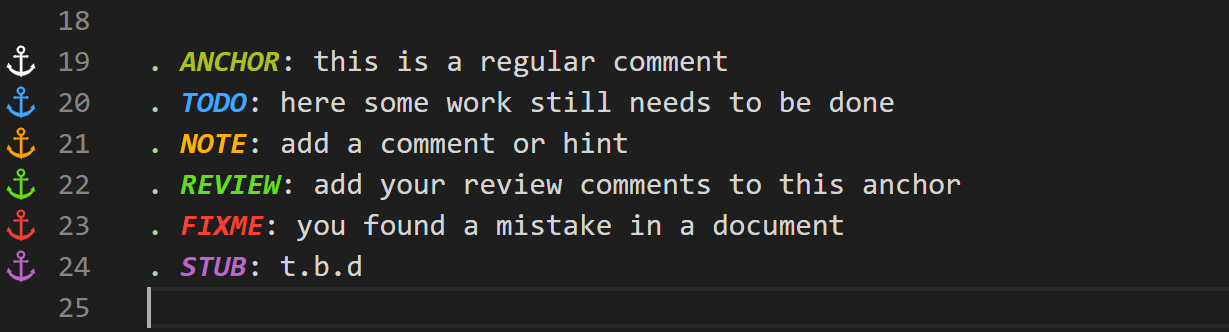 18
19 . ANCHOR: this is a regular comment
20 . TODO: here some work still needs to be done
21 . NOTE: add a comment or hint
22 . REVIEW: add your review comments to this anchor
23 . FIXME: you found a mistake in a document
24 . STUB: t.b.d
25